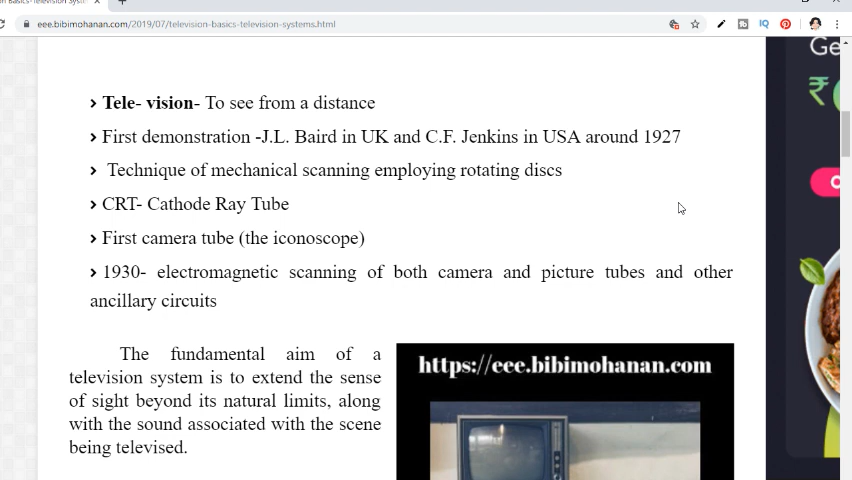 eee.bibimohanan.com/2019/07/television-basics-television-systems.html
Ge
₹
Tele- vision- To see from a distance
First demonstration -J.L. Baird in UK and C.F. Jenkins in USA around 1927
Technique of mechanical scanning employing rotating discs
CRT- Cathode Ray Tube
First camera tube (the iconoscope)
1930- electromagnetic scanning of both camera and picture tubes and other
ancillary circuits
The fundamental aim of a
television system is to extend the sense
of sight beyond its natural limits, along
with the sound associated with the scene
being televised.
https://eee.bibimohanan.com